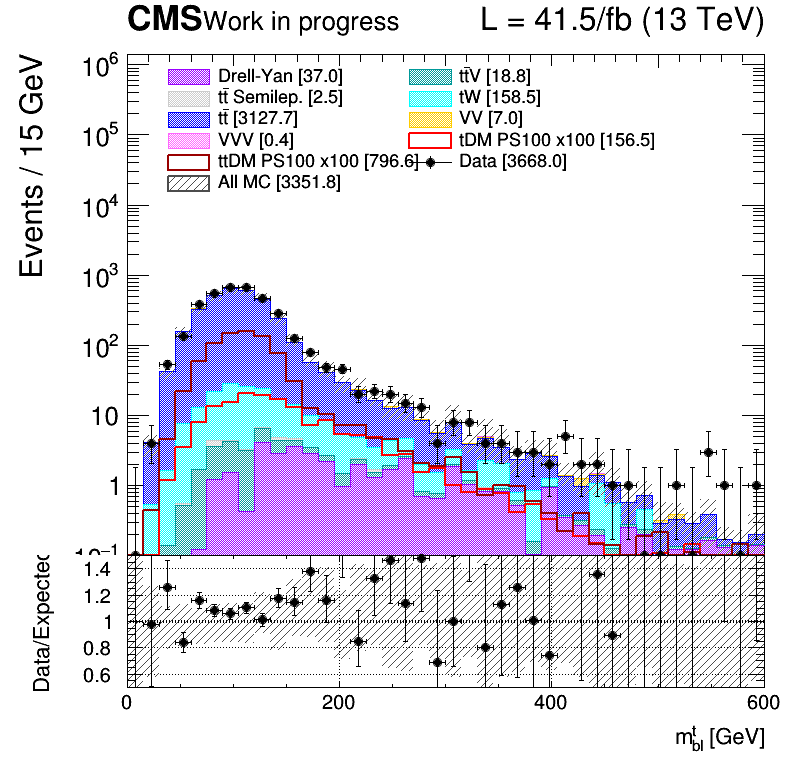 CMS Work in progress L = 41.5/fb (13 TeV)
Events / 15 GeV
10⁶
10⁵
10⁴
10³
10²
10
1
10⁻¹
Drell-Yan [37.0] tt̄V [18.8]
tt̄ Semilep. [2.5] tW [158.5]
tt̄ [3127.7] VV [7.0]
VVV [0.4] tDM PS100 x100 [156.5]
ttDM PS100 x100 [796.6] Data [3668.0]
All MC [3351.8]
Data/Expected
1.4
1.2
1
0.8
0.6
0 200 400 600
m^t_bl [GeV]